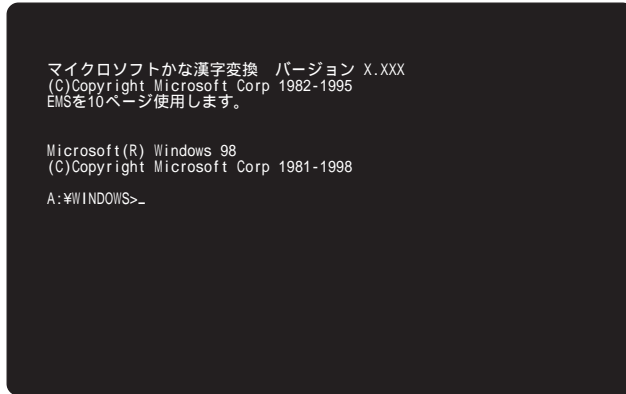 マイクロソフトかな漢字変換　バージョン X.XXX
(C)Copyright Microsoft Corp 1982-1995
EMSを10ページ使用します。
Microsoft(R) Windows 98
(C)Copyright Microsoft Corp 1981-1998
A:¥WINDOWS>_